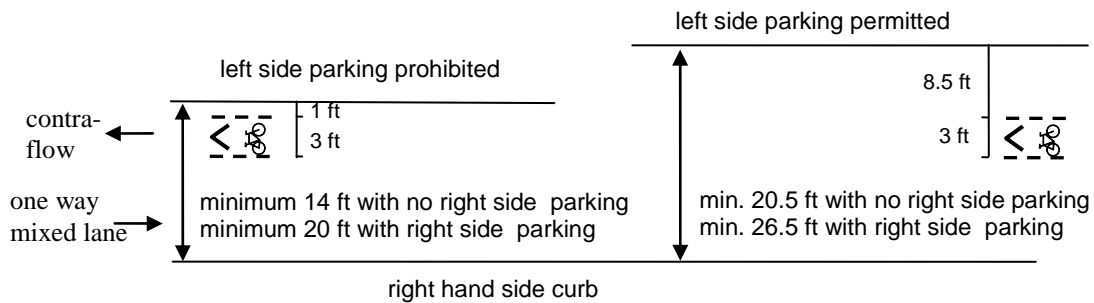 left side parking permitted
left side parking prohibited
8.5 ft
1 ft
3 ft
3 ft
contra-
flow
one way
mixed lane
minimum 14 ft with no right side parking
minimum 20 ft with right side parking
min. 20.5 ft with no right side parking
min. 26.5 ft with right side parking
right hand side curb